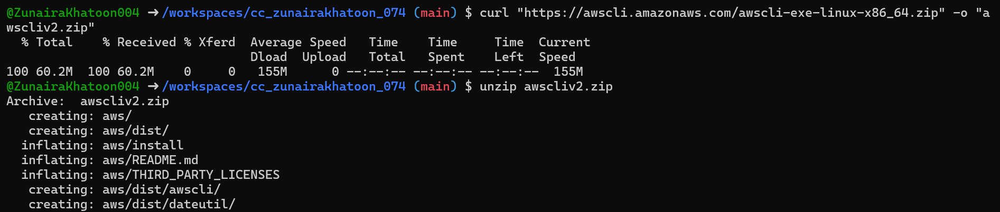 @ZunairaKhatoon004 ➜ /workspaces/cc_zunairakhatoon_074 (main) $ curl "https://awscli.amazonaws.com/awscli-exe-linux-x86_64.zip" -o "a
wscliv2.zip"
  % Total    % Received % Xferd  Average Speed   Time    Time     Time  Current
                                 Dload  Upload   Total   Spent    Left  Speed
100 60.2M  100 60.2M    0     0   155M      0 --:--:-- --:--:-- --:--:--  155M
@ZunairaKhatoon004 ➜ /workspaces/cc_zunairakhatoon_074 (main) $ unzip awscliv2.zip
Archive:  awscliv2.zip
   creating: aws/
   creating: aws/dist/
  inflating: aws/install
  inflating: aws/README.md
  inflating: aws/THIRD_PARTY_LICENSES
   creating: aws/dist/awscli/
   creating: aws/dist/dateutil/